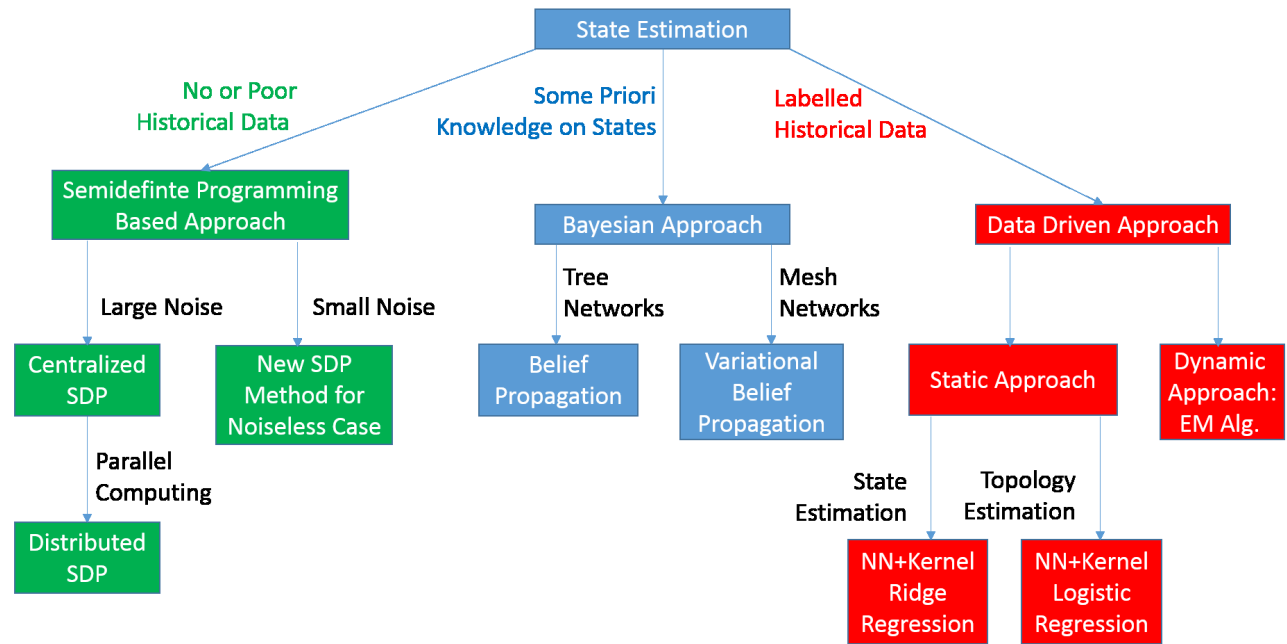 State Estimation
No or Poor
Historical Data
Some Priori
Knowledge on States
Labelled
Historical Data
Semidefinte Programming
Based Approach
Bayesian Approach
Data Driven Approach
Large Noise
Small Noise
Tree
Networks
Mesh
Networks
Centralized
SDP
New SDP
Method for
Noiseless Case
Belief
Propagation
Variational
Belief
Propagation
Static Approach
Dynamic
Approach:
EM Alg.
Parallel
Computing
State
Estimation
Topology
Estimation
Distributed
SDP
NN+Kernel
Ridge
Regression
NN+Kernel
Logistic
Regression